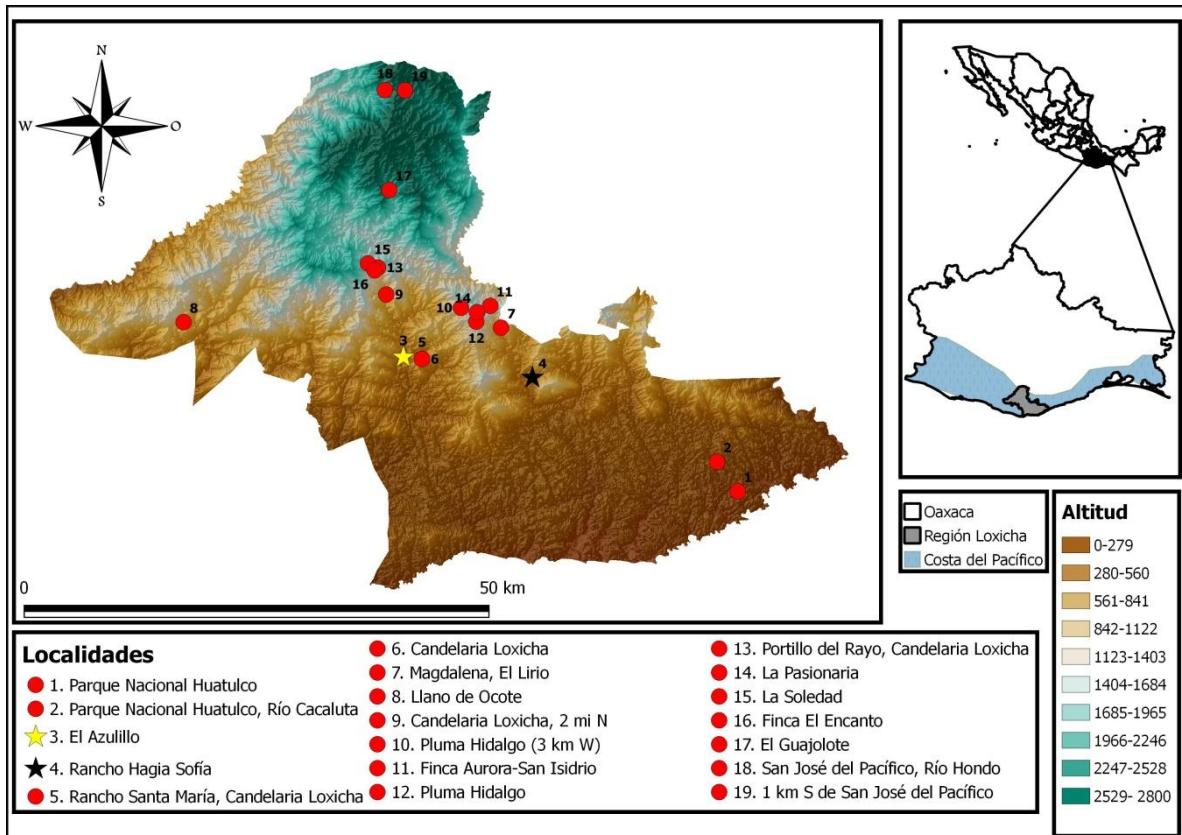 N
W
O
S
18
19
17
15
13
16
9
11
14
10
8
12
7
3
5
6
4
2
1
0
50 km
Oaxaca
Región Loxicha
Costa del Pacífico
Altitud
0-279
280-560
561-841
842-1122
1123-1403
1404-1684
1685-1965
1966-2246
2247-2528
2529- 2800
Localidades
1. Parque Nacional Huatulco
2. Parque Nacional Huatulco, Río Cacaluta
3. El Azulillo
4. Rancho Hagia Sofía
5. Rancho Santa María, Candelaria Loxicha
6. Candelaria Loxicha
7. Magdalena, El Lirio
8. Llano de Ocote
9. Candelaria Loxicha, 2 mi N
10. Pluma Hidalgo (3 km W)
11. Finca Aurora-San Isidrio
12. Pluma Hidalgo
13. Portillo del Rayo, Candelaria Loxicha
14. La Pasionaria
15. La Soledad
16. Finca El Encanto
17. El Guajolote
18. San José del Pacífico, Río Hondo
19. 1 km S de San José del Pacífico